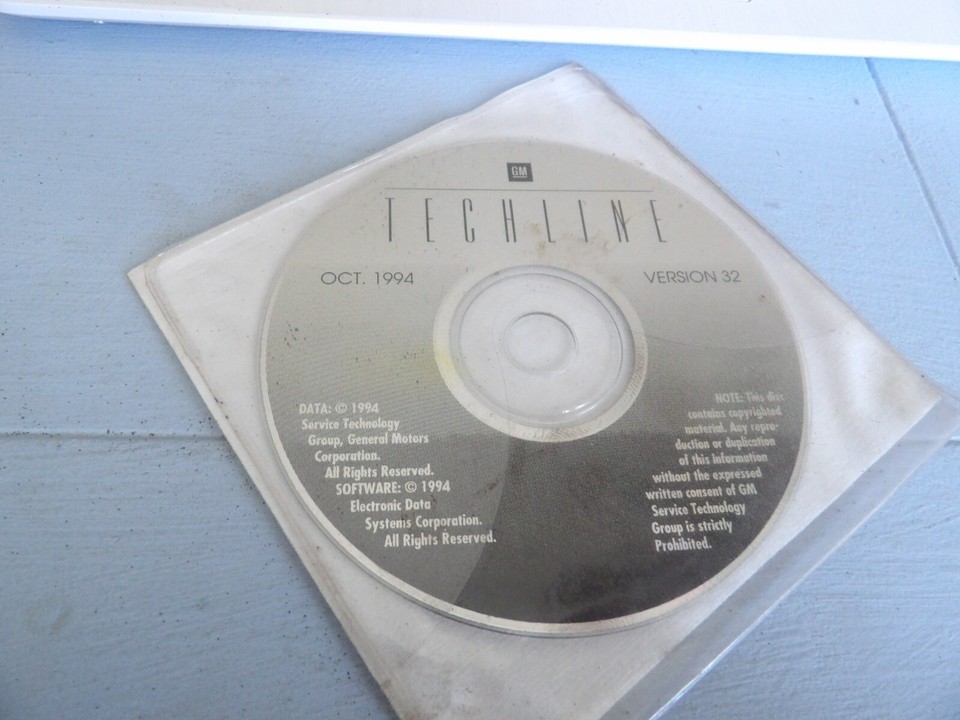 GM
TECHLINE
OCT. 1994
VERSION 32
DATA: © 1994
Service Technology
Group, General Motors
Corporation.
All Rights Reserved.
SOFTWARE: © 1994
Electronic Data
Systems Corporation.
All Rights Reserved.
NOTE: This disc
contains copyrighted
material. Any repro-
duction or duplication
of this information
without the expressed
written consent of GM
Service Technology
Group is strictly
Prohibited.